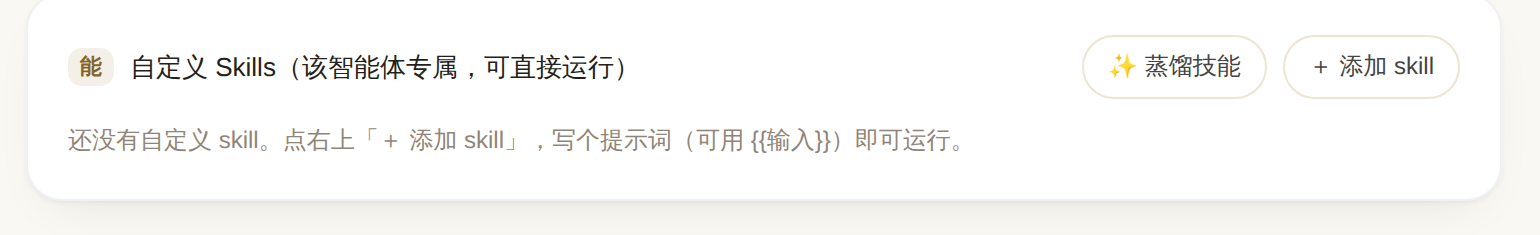 能 自定义 Skills（该智能体专属，可直接运行） ✨ 蒸馏技能 ＋ 添加 skill
还没有自定义 skill。点右上「＋ 添加 skill」，写个提示词（可用 {{输入}}）即可运行。